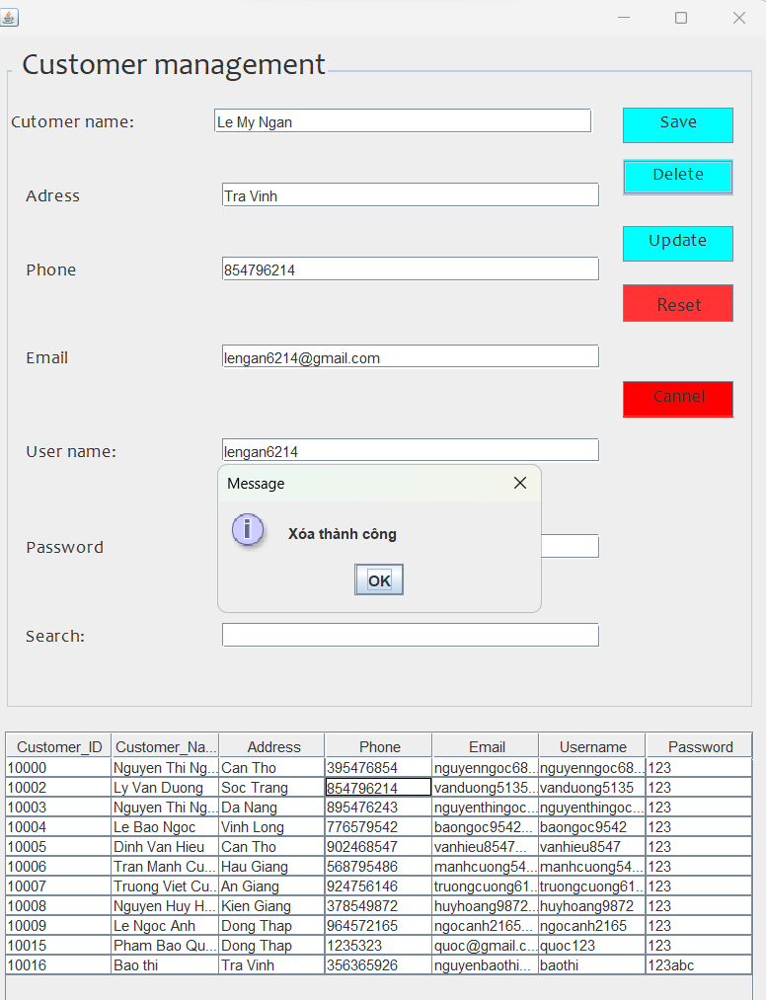 Customer management
Cutomer name: Le My Ngan Save
Delete
Adress Tra Vinh
Update
Phone 854796214
Reset
Email lengan6214@gmail.com
Cannel
User name: lengan6214
Message
Xóa thành công
Password
OK
Search:
Customer_ID Customer_Na... Address Phone Email Username Password
10000 Nguyen Thi Ng... Can Tho 395476854 nguyenngoc68... nguyenngoc68... 123
10002 Ly Van Duong Soc Trang 854796214 vanduong5135... vanduong5135 123
10003 Nguyen Thi Ng... Da Nang 895476243 nguyenthingoc... nguyenthingoc... 123
10004 Le Bao Ngoc Vinh Long 776579542 baongoc9542... baongoc9542 123
10005 Dinh Van Hieu Can Tho 902468547 vanhieu8547... vanhieu8547 123
10006 Tran Manh Cu... Hau Giang 568795486 manhcuong54... manhcuong54... 123
10007 Truong Viet Cu... An Giang 924756146 truongcuong61... truongcuong61... 123
10008 Nguyen Huy H... Kien Giang 378549872 huyhoang9872... huyhoang9872 123
10009 Le Ngoc Anh Dong Thap 964572165 ngocanh2165... ngocanh2165 123
10015 Pham Bao Qu... Dong Thap 1235323 quoc@gmail.c... quoc123 123
10016 Bao thi Tra Vinh 356365926 nguyenbaothi... baothi 123abc